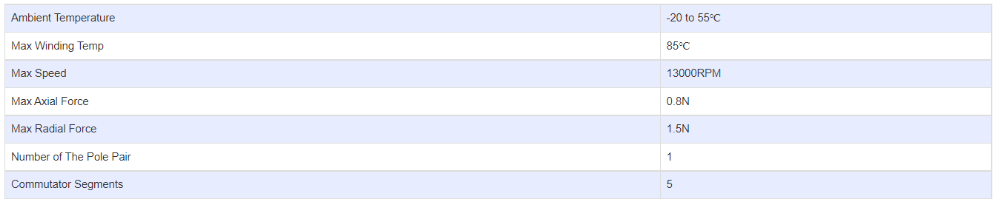 Ambient Temperature -20 to 55℃
Max Winding Temp 85℃
Max Speed 13000RPM
Max Axial Force 0.8N
Max Radial Force 1.5N
Number of The Pole Pair 1
Commutator Segments 5